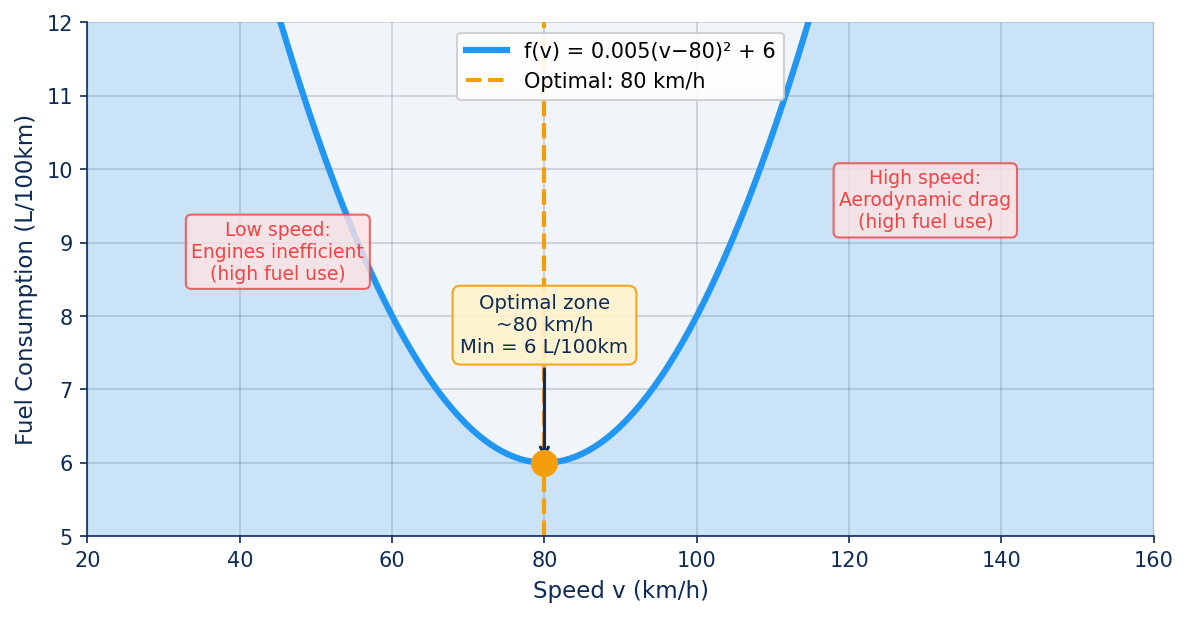 12
11
10
9
8
7
6
5
Fuel Consumption (L/100km)
f(v) = 0.005(v−80)² + 6
Optimal: 80 km/h
High speed:
Aerodynamic drag
(high fuel use)
Low speed:
Engines inefficient
(high fuel use)
Optimal zone
~80 km/h
Min = 6 L/100km
20 40 60 80 100 120 140 160
Speed v (km/h)